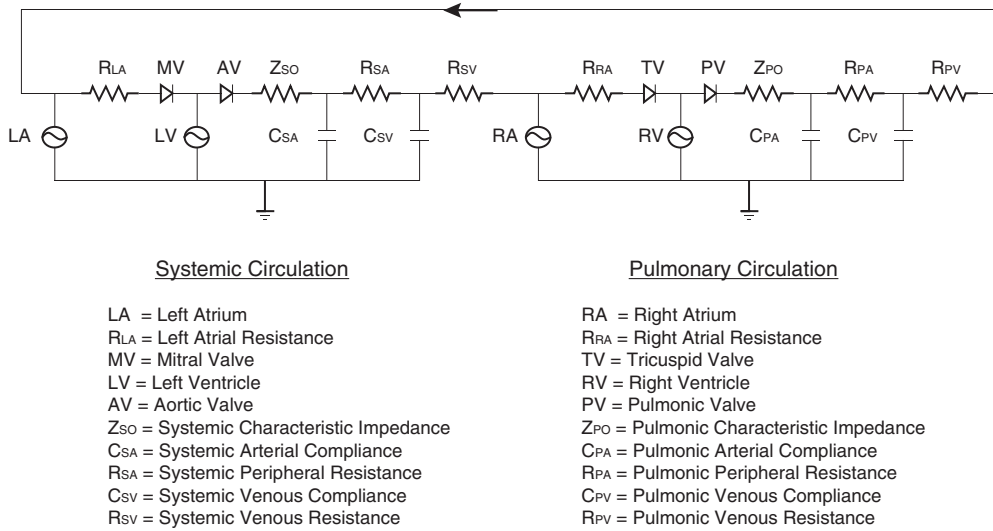 RLA MV AV ZSO RSA RSV RRA TV PV ZPO RPA RPV
LA LV CSA CSV RA RV CPA CPV
Systemic Circulation
LA = Left Atrium
RLA = Left Atrial Resistance
MV = Mitral Valve
LV = Left Ventricle
AV = Aortic Valve
ZSO = Systemic Characteristic Impedance
CSA = Systemic Arterial Compliance
RSA = Systemic Peripheral Resistance
CSV = Systemic Venous Compliance
RSV = Systemic Venous Resistance
Pulmonary Circulation
RA = Right Atrium
RRA = Right Atrial Resistance
TV = Tricuspid Valve
RV = Right Ventricle
PV = Pulmonic Valve
ZPO = Pulmonic Characteristic Impedance
CPA = Pulmonic Arterial Compliance
RPA = Pulmonic Peripheral Resistance
CPV = Pulmonic Venous Compliance
RPV = Pulmonic Venous Resistance